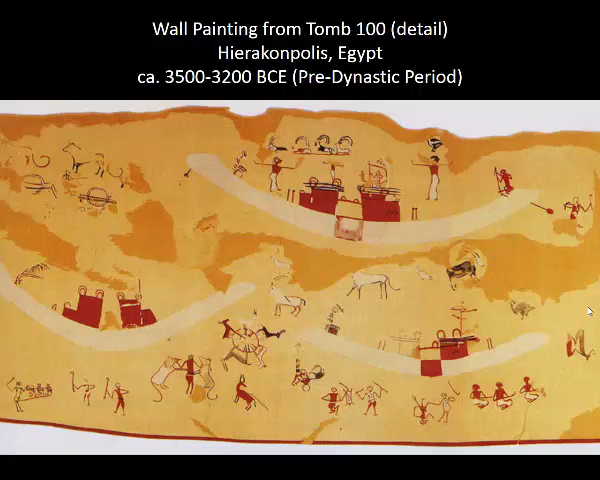 Wall Painting from Tomb 100 (detail)
Hierakonpolis, Egypt
ca. 3500-3200 BCE (Pre-Dynastic Period)